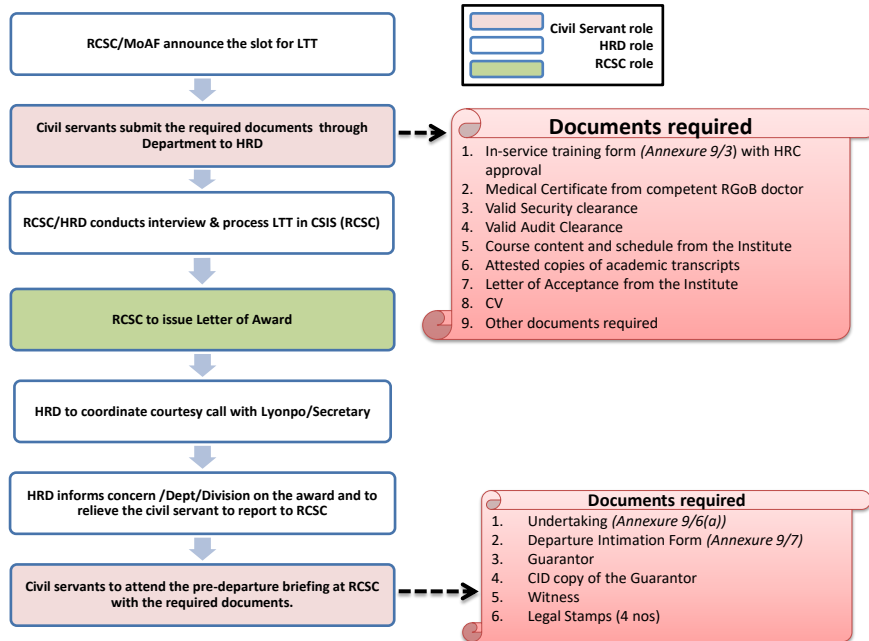 RCSC/MoAF announce the slot for LTT
Civil Servant role
HRD role
RCSC role
Civil servants submit the required documents through
Department to HRD
Documents required
1. In-service training form (Annexure 9/3) with HRC
approval
2. Medical Certificate from competent RGoB doctor
3. Valid Security clearance
4. Valid Audit Clearance
5. Course content and schedule from the Institute
6. Attested copies of academic transcripts
7. Letter of Acceptance from the Institute
8. CV
9. Other documents required
RCSC/HRD conducts interview & process LTT in CSIS (RCSC)
RCSC to issue Letter of Award
HRD to coordinate courtesy call with Lyonpo/Secretary
HRD informs concern /Dept/Division on the award and to
relieve the civil servant to report to RCSC
Civil servants to attend the pre-departure briefing at RCSC
with the required documents.
Documents required
1. Undertaking (Annexure 9/6(a))
2. Departure Intimation Form (Annexure 9/7)
3. Guarantor
4. CID copy of the Guarantor
5. Witness
6. Legal Stamps (4 nos)